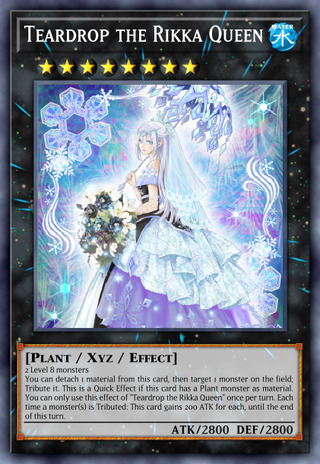 Teardrop the Rikka Queen
WATER
水
[Plant / Xyz / Effect]
2 Level 8 monsters
You can detach 1 material from this card, then target 1 monster on the field;
Tribute it. This is a Quick Effect if this card has a Plant monster as material.
You can only use this effect of "Teardrop the Rikka Queen" once per turn. Each
time a monster(s) is Tributed: This card gains 200 ATK for each, until the end
of this turn.
ATK/2800 DEF/2800